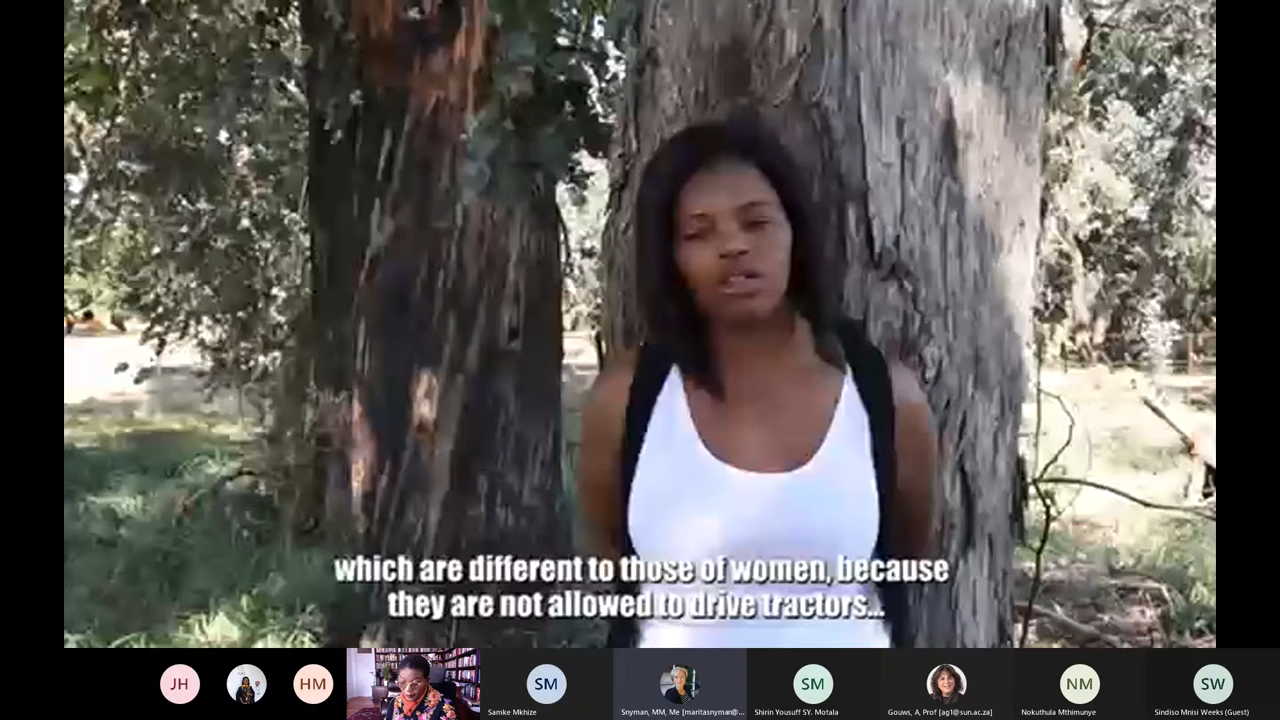 which are different to those of women, because
they are not allowed to drive tractors...
JH
HM
SM
SM
NM
SW
Samke Mkhize
Snyman, MM, Me [maritasnyman@...
Shirin Yousuff SY. Motala
Gouws, A, Prof [ag1@sun.ac.za]
Nokuthula Mthimunye
Sindiso Mnisi Weeks (Guest)